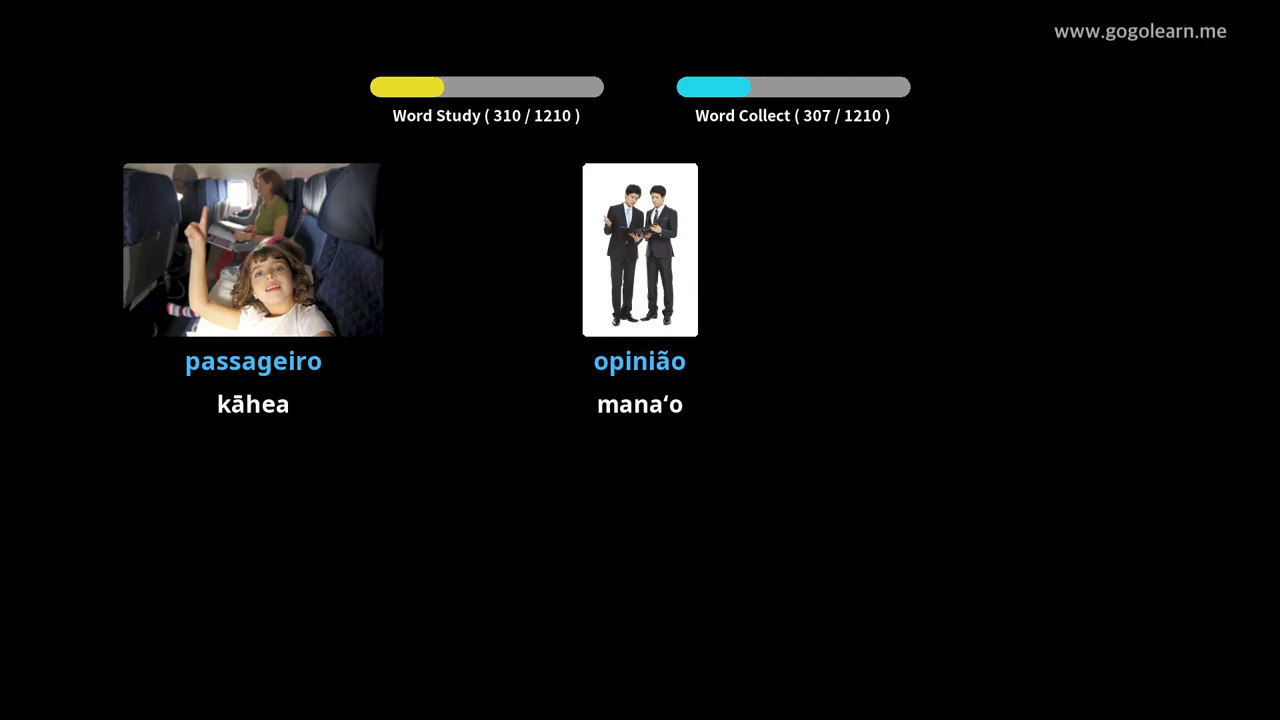 www.gogolearn.me
Word Study ( 310 / 1210 )
Word Collect ( 307 / 1210 )
passageiro
kāhea
opinião
manaʻo